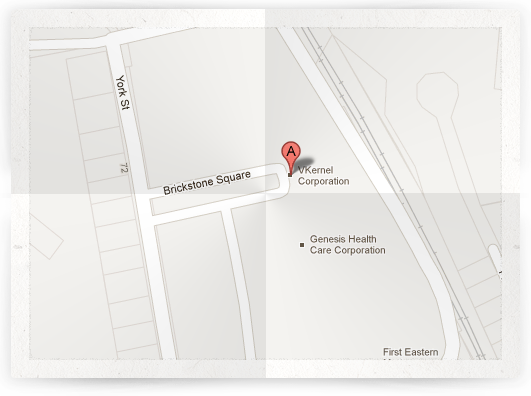 York St
72
A
Brickstone Square
VKernel
Corporation
Genesis Health
Care Corporation
First Eastern